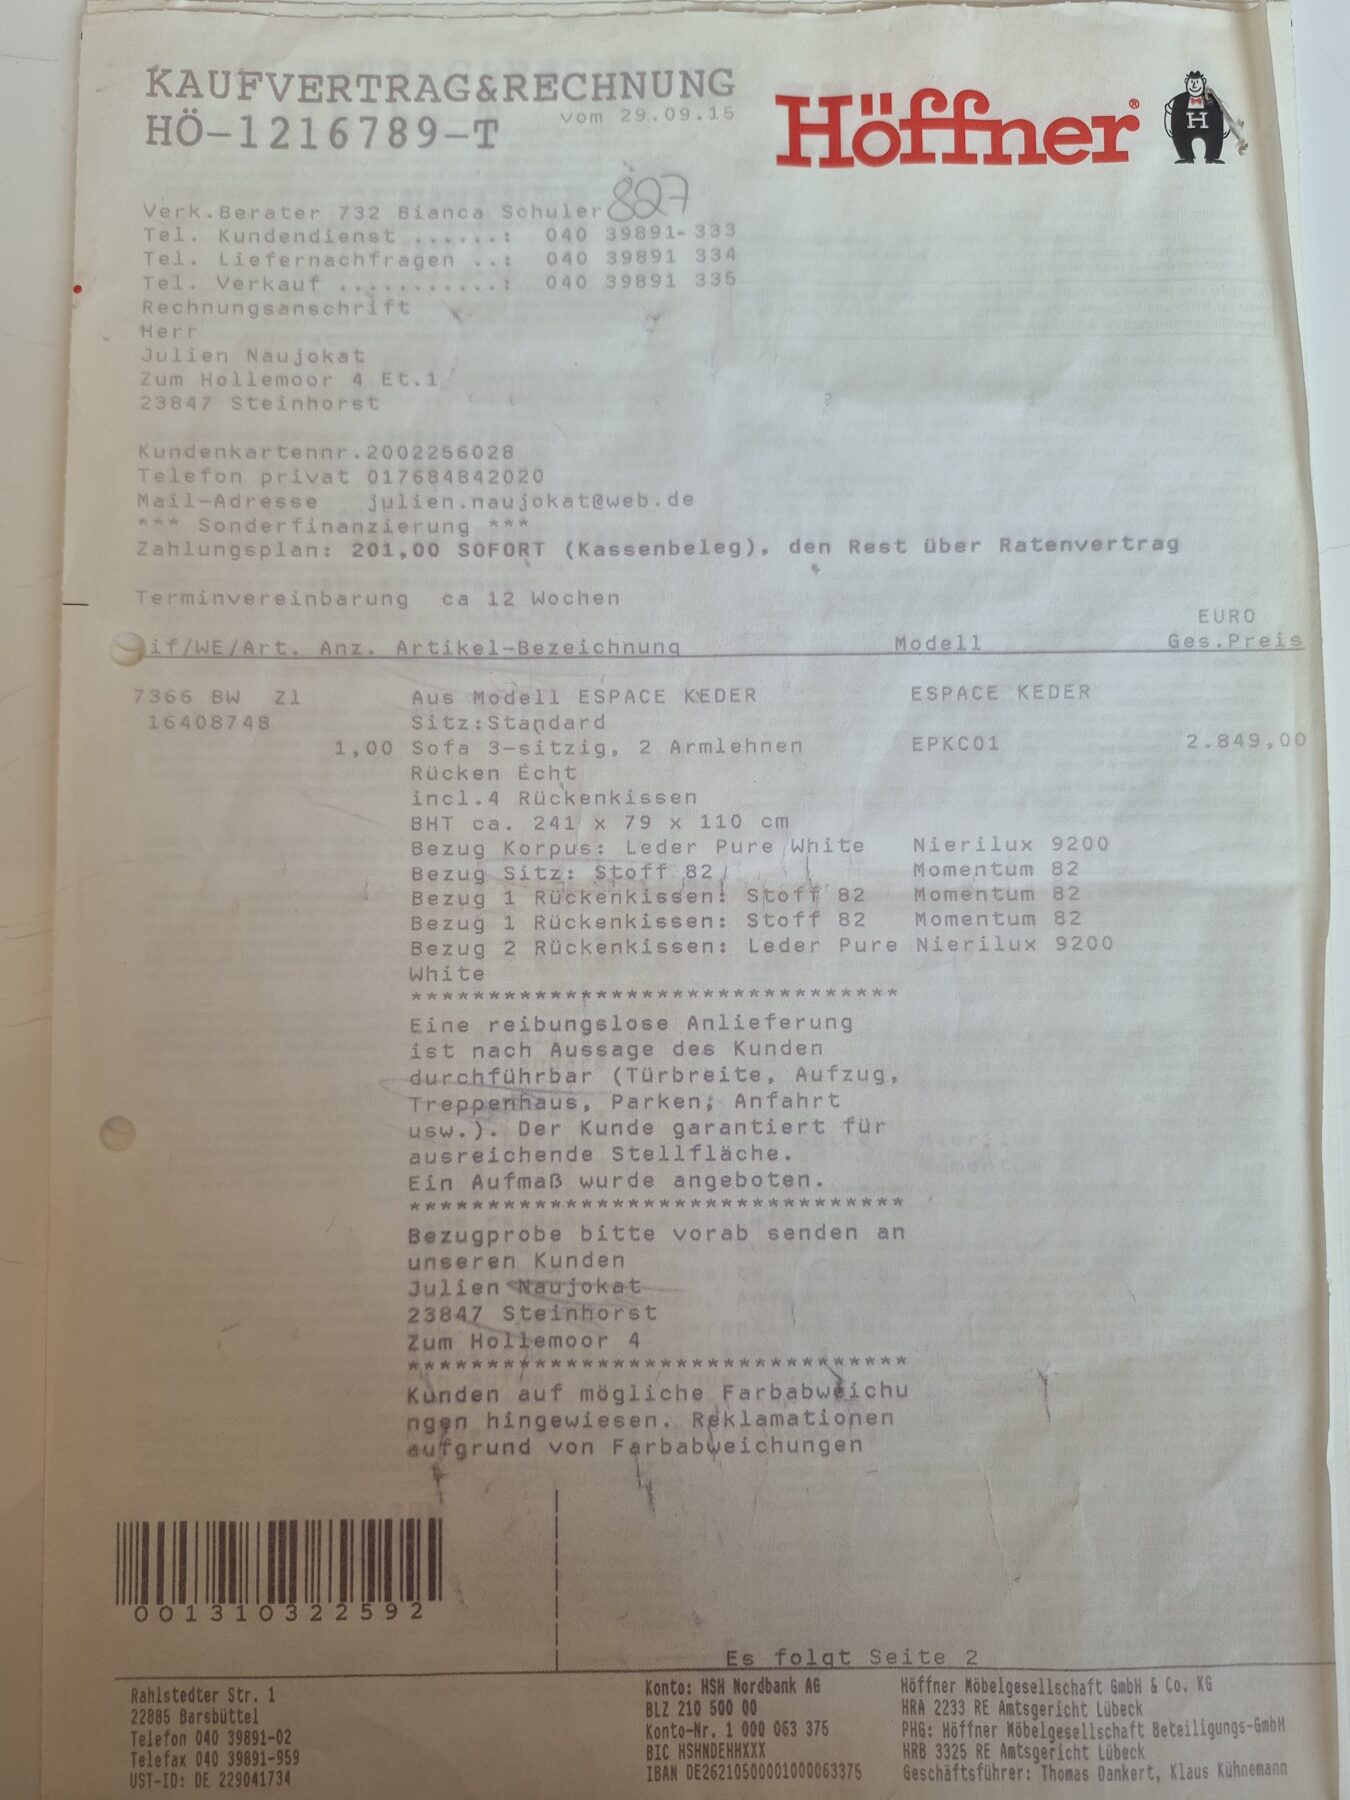 KAUFVERTRAG&RECHNUNG
HÖ-1216789-T vom 29.09.15
Höffner®
H
827
Verk.Berater 732 Bianca Schuler
Tel. Kundendienst ......: 040 39891-333
Tel. Liefernachfragen ..: 040 39891 334
Tel. Verkauf ...........: 040 39891 335
Rechnungsanschrift
Herr
Julien Naujokat
Zum Hollemoor 4 Et.1
23847 Steinhorst
Kundenkartennr.2002256028
Telefon privat 017684842020
Mail-Adresse julien.naujokat@web.de
*** Sonderfinanzierung ***
Zahlungsplan: 201,00 SOFORT (Kassenbeleg), den Rest über Ratenvertrag
Terminvereinbarung ca 12 Wochen
EURO
if/WE/Art. Anz. Artikel-Bezeichnung Modell Ges.Preis
7366 BW Zl Aus Modell ESPACE KEDER ESPACE KEDER
16408748 Sitz:Standard
1,00 Sofa 3-sitzig, 2 Armlehnen EPKC01 2.849,00
Rücken Echt
incl.4 Rückenkissen
BHT ca. 241 x 79 x 110 cm
Bezug Korpus: Leder Pure White Nierilux 9200
Bezug Sitz: Stoff 82 Momentum 82
Bezug 1 Rückenkissen: Stoff 82 Momentum 82
Bezug 1 Rückenkissen: Stoff 82 Momentum 82
Bezug 2 Rückenkissen: Leder Pure Nierilux 9200
White
********************************
Eine reibungslose Anlieferung
ist nach Aussage des Kunden
durchführbar (Türbreite, Aufzug,
Treppenhaus, Parken, Anfahrt
usw.). Der Kunde garantiert für
ausreichende Stellfläche.
Ein Aufmaß wurde angeboten.
********************************
Bezugprobe bitte vorab senden an
unseren Kunden
Julien Naujokat
23847 Steinhorst
Zum Hollemoor 4
********************************
Kunden auf mögliche Farbabweichu
ngen hingewiesen. Reklamationen
aufgrund von Farbabweichungen
001310322592
Es folgt Seite 2
Rahlstedter Str. 1
22885 Barsbüttel
Telefon 040 39891-02
Telefax 040 39891-959
UST-ID: DE 229041734
Konto: HSH Nordbank AG
BLZ 210 500 00
Konto-Nr. 1 000 063 375
BIC HSHNDEHHXXX
IBAN DE26210500001000063375
Höffner Möbelgesellschaft GmbH & Co. KG
HRA 2233 RE Amtsgericht Lübeck
PHG: Höffner Möbelgesellschaft Beteiligungs-GmbH
HRB 3325 RE Amtsgericht Lübeck
Geschäftsführer: Thomas Dankert, Klaus Kühnemann